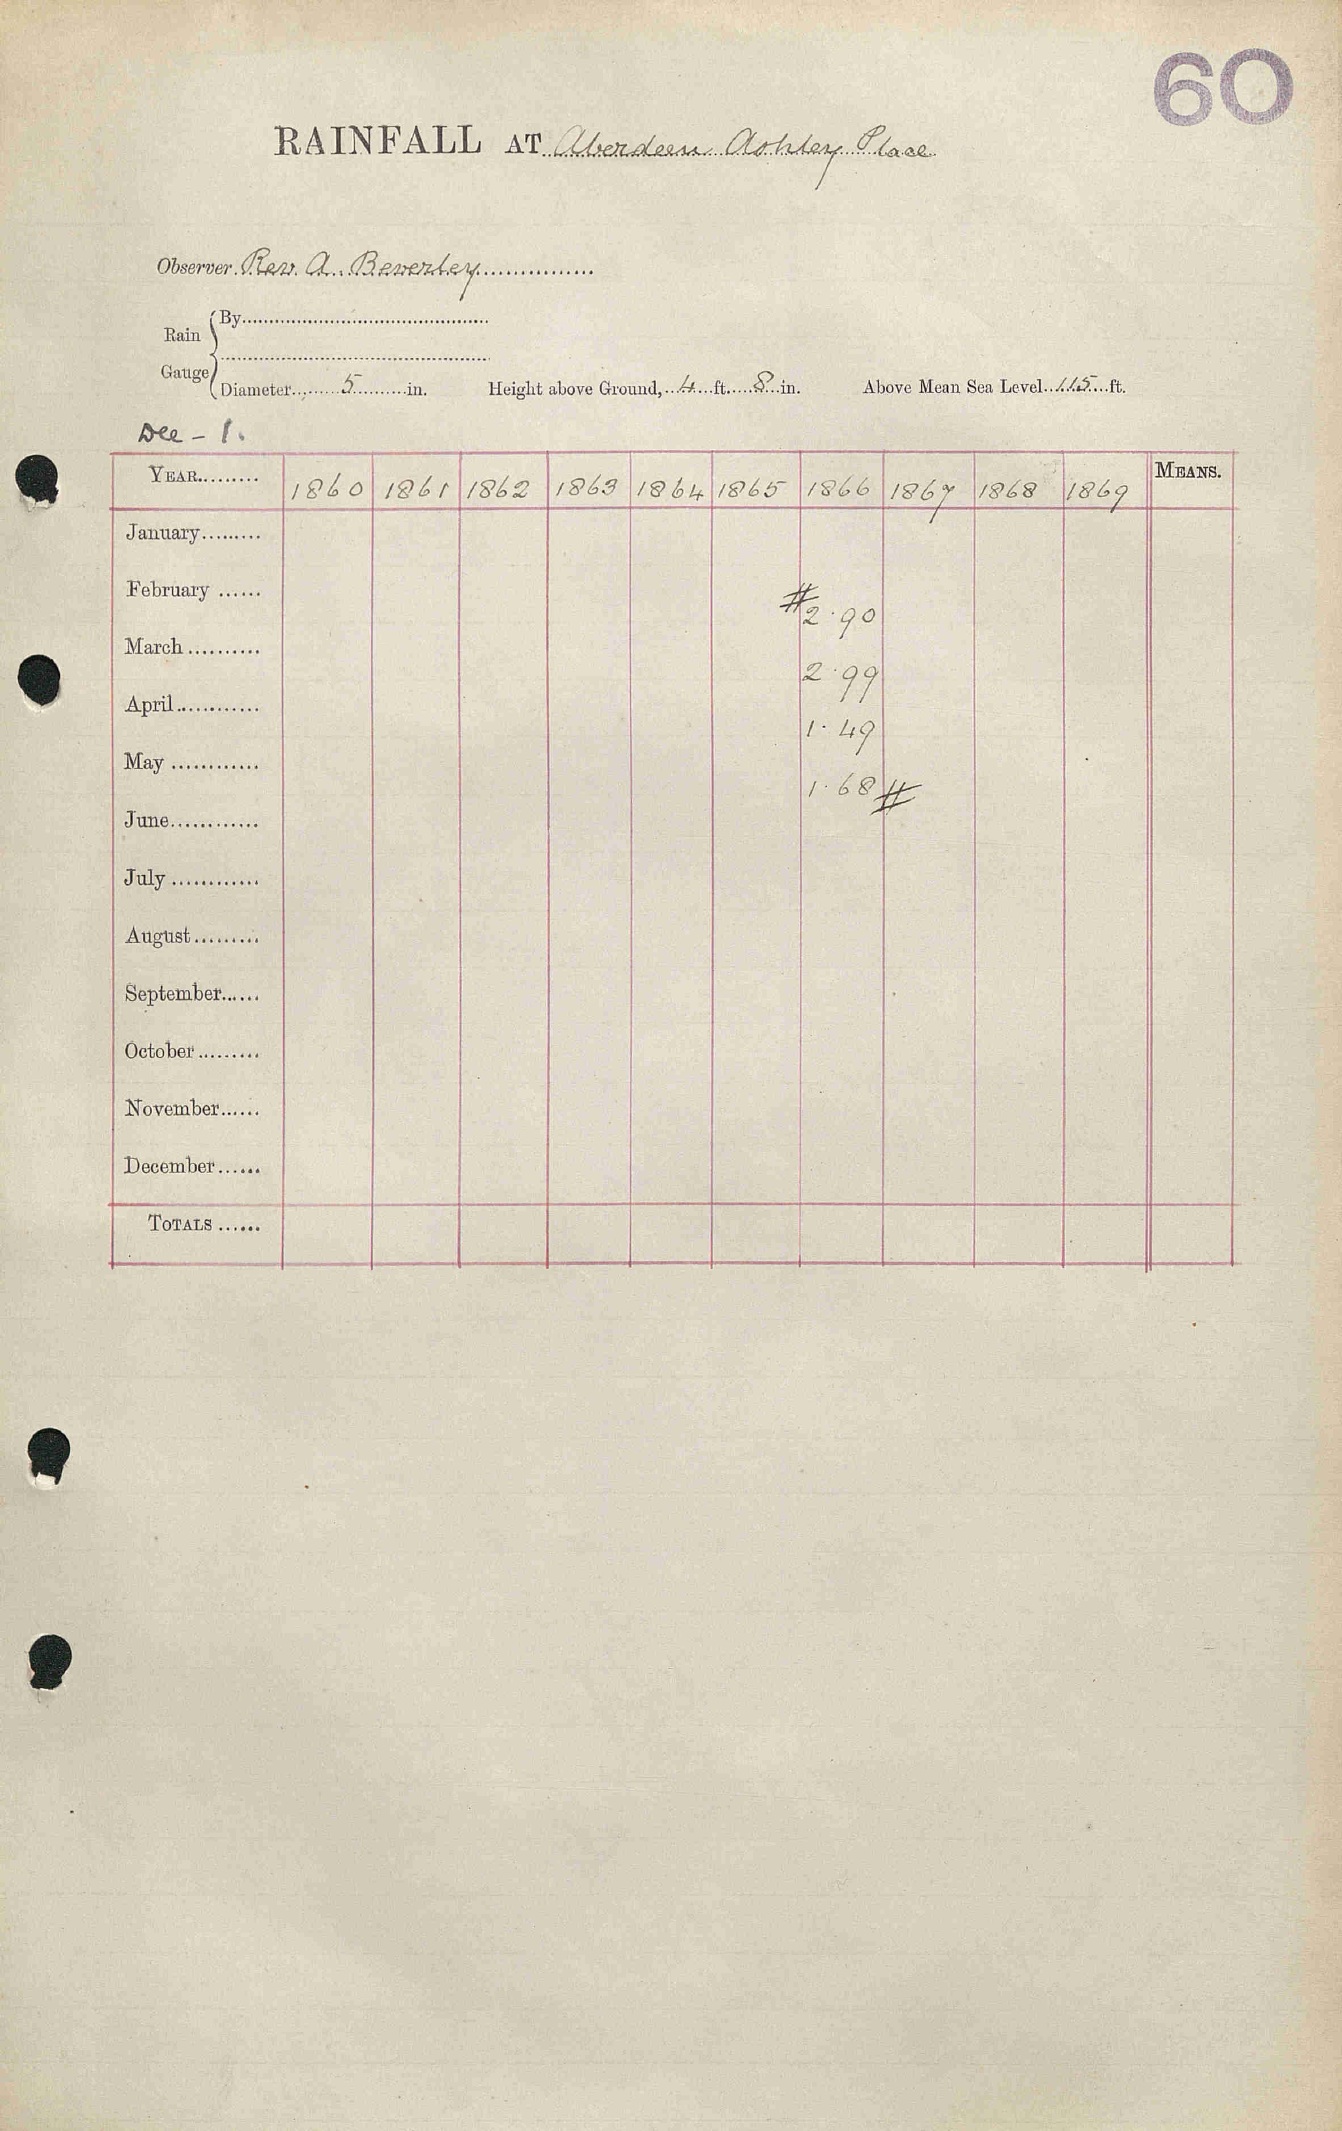 60
RAINFALL AT Aberdeen Ashley Place
Observer Rev. A. Beverley
Rain Gauge
By
Diameter 5 in. Height above Ground, 4 ft. 8 in. Above Mean Sea Level 115 ft.
Dec - 1.
YEAR 1860 1861 1862 1863 1864 1865 1866 1867 1868 1869 MEANS.
January
February # 2.90
March 2.99
April 1.49
May 1.68 #
June
July
August
September
October
November
December
TOTALS